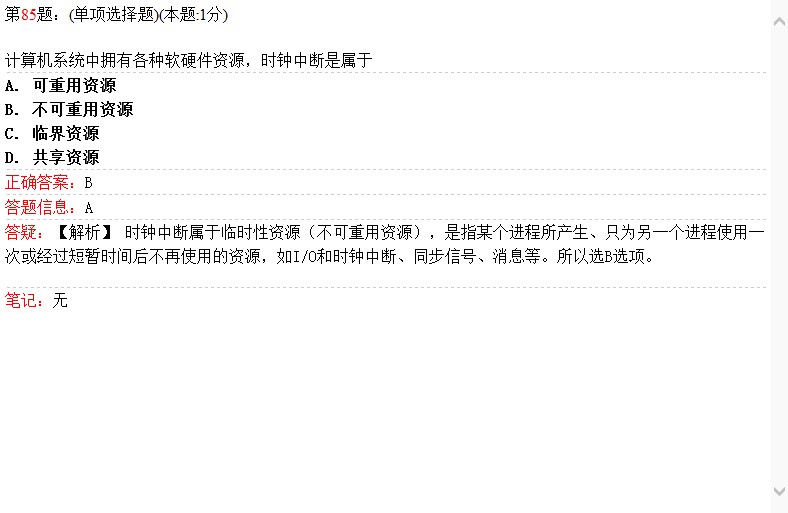 第85题：(单项选择题)(本题:1分)
计算机系统中拥有各种软硬件资源，时钟中断是属于
A. 可重用资源
B. 不可重用资源
C. 临界资源
D. 共享资源
正确答案：B
答题信息：A
答疑：【解析】 时钟中断属于临时性资源（不可重用资源），是指某个进程所产生、只为另一个进程使用一
次或经过短暂时间后不再使用的资源，如I/O和时钟中断、同步信号、消息等。所以选B选项。
笔记：无